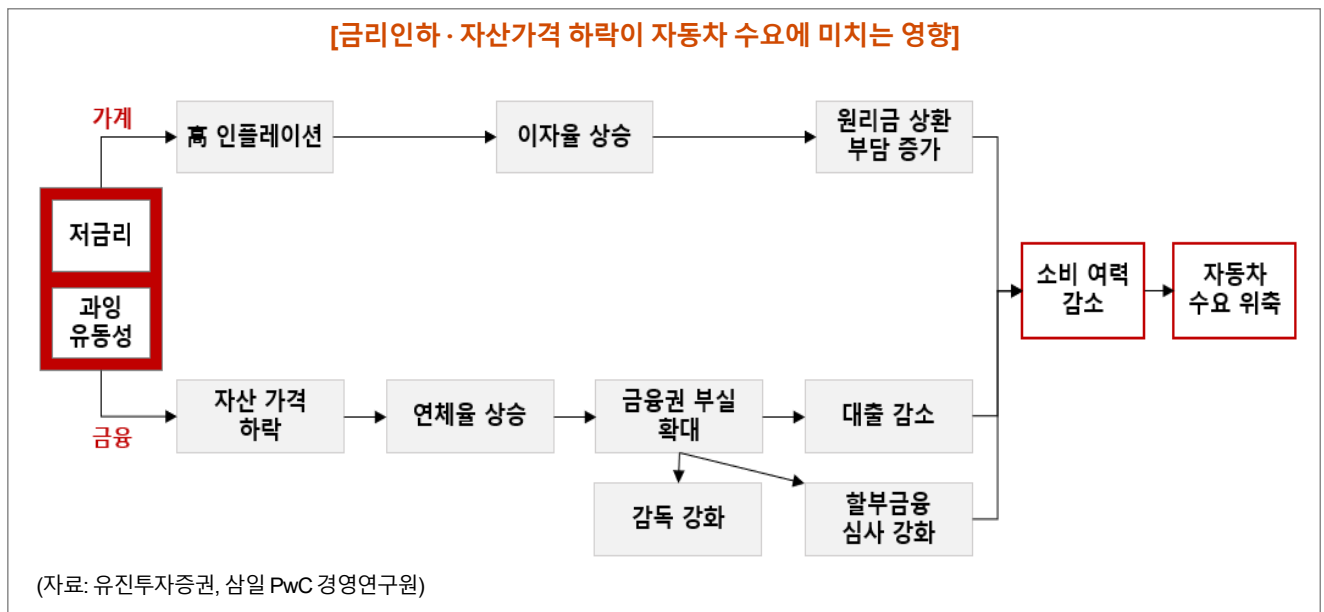 [금리인하 · 자산가격 하락이 자동차 수요에 미치는 영향]
가계
高 인플레이션
이자율 상승
원리금 상환
부담 증가
저금리
과잉
유동성
소비 여력
감소
자동차
수요 위축
금융
자산 가격
하락
연체율 상승
금융권 부실
확대
대출 감소
감독 강화
할부금융
심사 강화
(자료: 유진투자증권, 삼일 PwC 경영연구원)